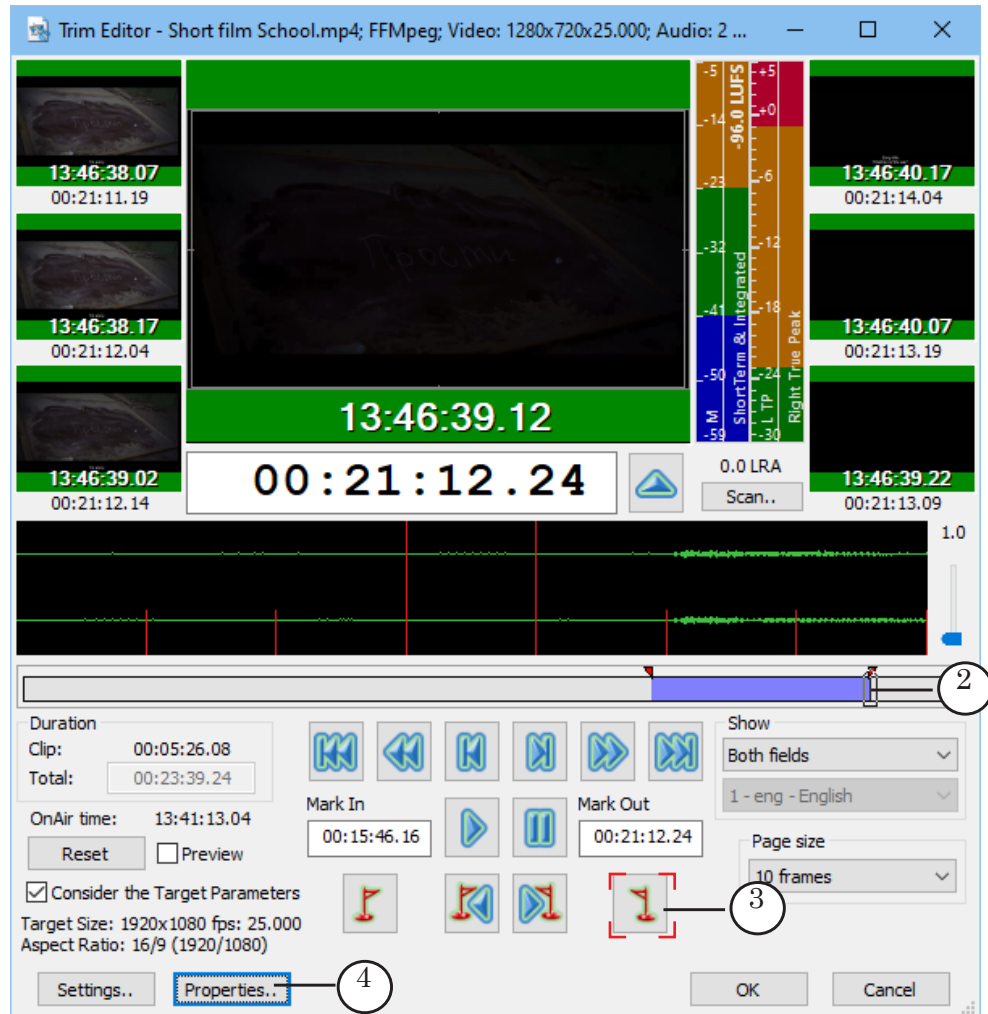 Trim Editor - Short film School.mp4; FFMpeg; Video: 1280x720x25.000; Audio: 2 ...
13:46:38.07
00:21:11.19
13:46:38.17
00:21:12.04
13:46:39.02
00:21:12.14
Прости
13:46:39.12
00:21:12.24
-5
-14
-23
-32
-41
-50
-59
-96.0 LUFS
ShortTerm & Integrated
M
+5
+0
-6
-12
-18
-24
-30
L TP
Right True Peak
0.0 LRA
Scan..
13:46:40.17
00:21:14.04
13:46:40.07
00:21:13.19
13:46:39.22
00:21:13.09
1.0
2
Duration
Clip: 00:05:26.08
Total: 00:23:39.24
OnAir time: 13:41:13.04
Reset
Preview
Consider the Target Parameters
Target Size: 1920x1080 fps: 25.000
Aspect Ratio: 16/9 (1920/1080)
Mark In
00:15:46.16
Mark Out
00:21:12.24
Show
Both fields
1 - eng - English
Page size
10 frames
3
4
Settings..
Properties..
OK
Cancel